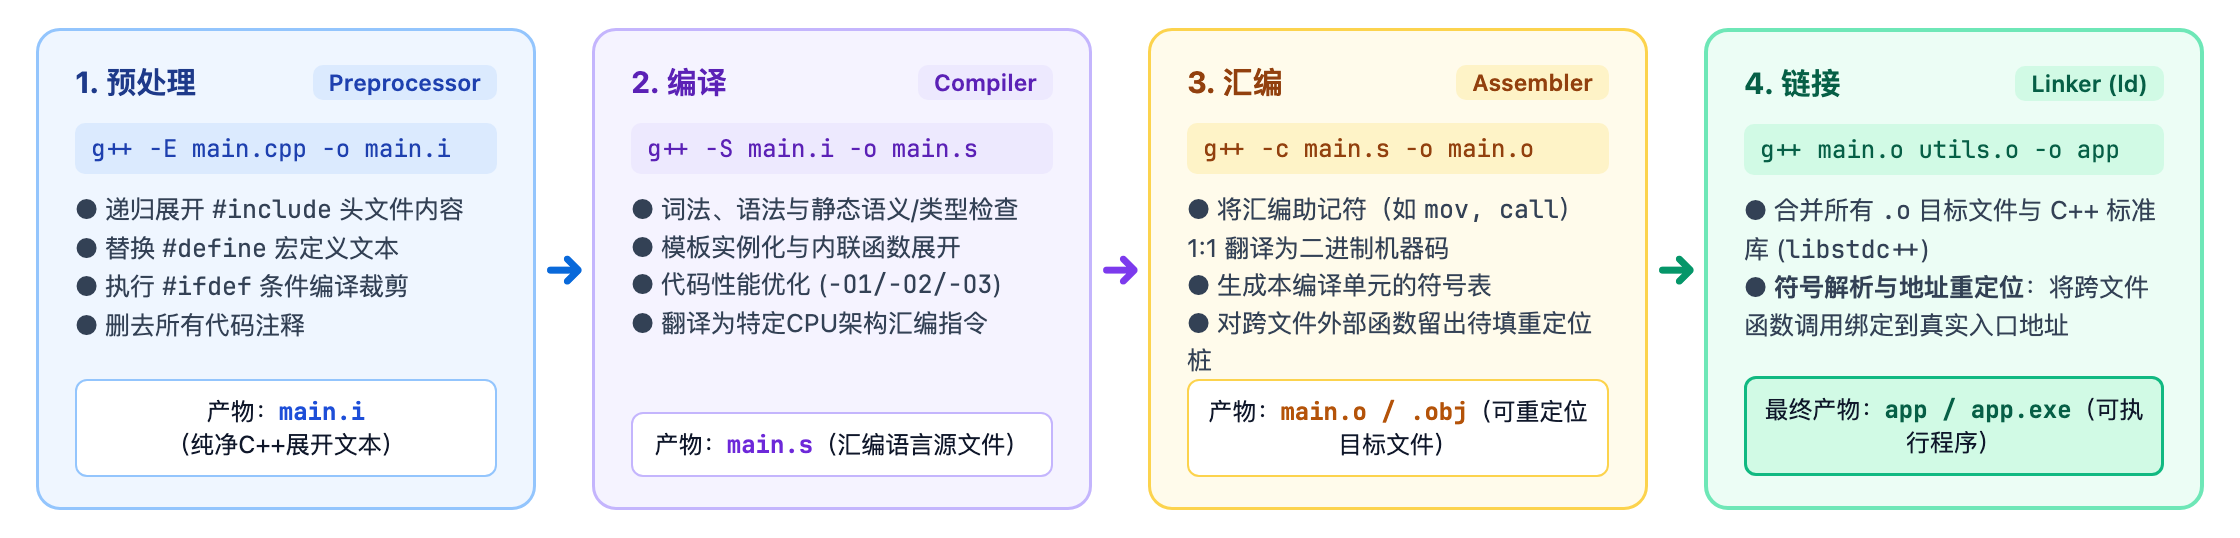 1. 预处理
Preprocessor
g++ -E main.cpp -o main.i
● 递归展开 #include 头文件内容
● 替换 #define 宏定义文本
● 执行 #ifdef 条件编译裁剪
● 删去所有代码注释
产物：main.i
（纯净C++展开文本）
2. 编译
Compiler
g++ -S main.i -o main.s
● 词法、语法与静态语义/类型检查
● 模板实例化与内联函数展开
● 代码性能优化 (-O1/-O2/-O3)
● 翻译为特定CPU架构汇编指令
产物：main.s（汇编语言源文件）
3. 汇编
Assembler
g++ -c main.s -o main.o
● 将汇编助记符（如 mov, call）
1:1 翻译为二进制机器码
● 生成本编译单元的符号表
● 对跨文件外部函数留出待填重定位
桩
产物：main.o / .obj（可重定位
目标文件）
4. 链接
Linker (ld)
g++ main.o utils.o -o app
● 合并所有 .o 目标文件与 C++ 标准
库 (libstdc++)
● 符号解析与地址重定位：将跨文件
函数调用绑定到真实入口地址
最终产物：app / app.exe（可执
行程序）